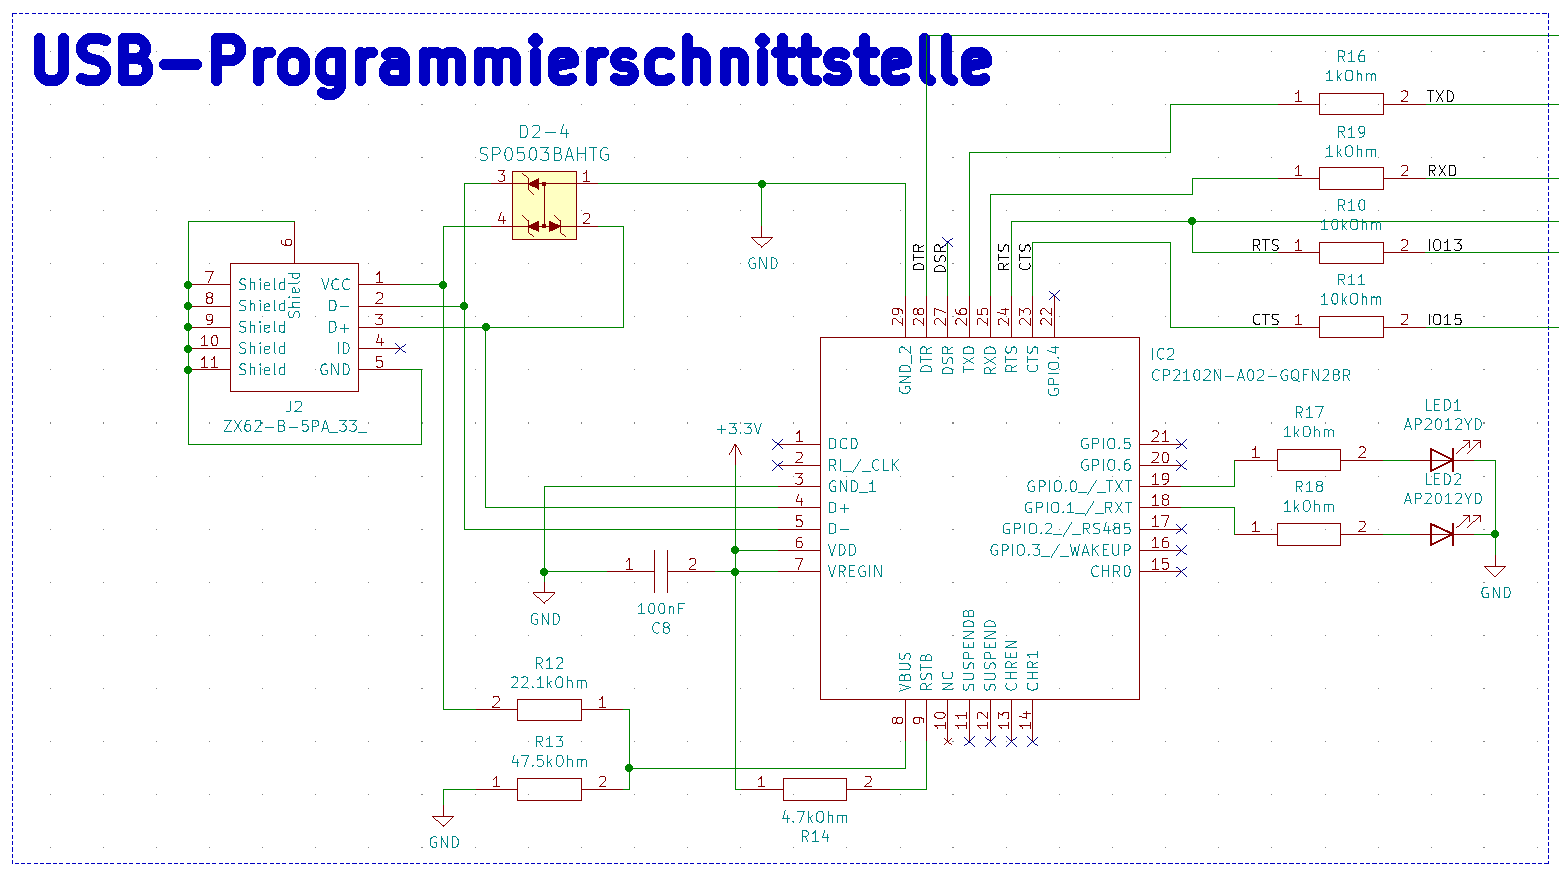 USB-Programmierschnittstelle
R16
1kOhm
1 2 TXD
R19
1kOhm
1 2 RXD
R10
10kOhm
RTS 1 2 IO13
R11
10kOhm
CTS 1 2 IO15
D2-4
SP0503BAHTG
3 1
4 2
GND
6
Shield
7 Shield VCC 1
8 Shield D- 2
9 Shield D+ 3
10 Shield ID 4
11 Shield GND 5
J2
ZX62-B-5PA_33_
DTR
DSR
RTS
CTS
29 28 27 26 25 24 23 22
GND_2
DTR
DSR
TXD
RXD
RTS
CTS
GPIO.4
IC2
CP2102N-A02-GQFN28R
+3.3V
1 DCD
2 RI_/_CLK
3 GND_1
4 D+
5 D-
6 VDD
7 VREGIN
GPIO.5 21
GPIO.6 20
GPIO.0_/_TXT 19
GPIO.1_/_RXT 18
GPIO.2_/_RS485 17
GPIO.3_/_WAKEUP 16
CHR0 15
R17
1kOhm
1 2
LED1
AP2012YD
R18
1kOhm
1 2
LED2
AP2012YD
GND
1 2
100nF
C8
GND
VBUS
RSTB
NC
SUSPENDB
SUSPEND
CHREN
CHR1
8 9 10 11 12 13 14
R12
22.1kOhm
2 1
R13
47.5kOhm
1 2
GND
1 2
4.7kOhm
R14